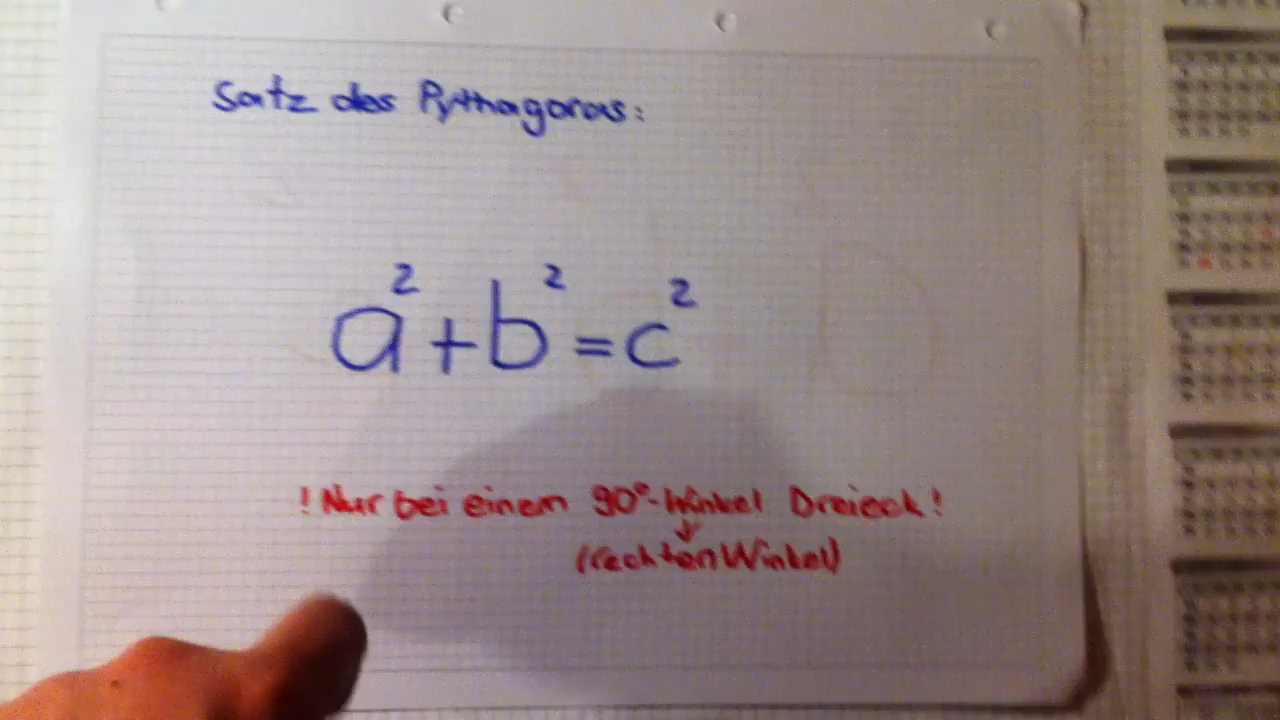 Satz des Pythagoras:
a² + b² = c²
! Nur bei einem 90°-Winkel Dreieck!
(rechten Winkel)